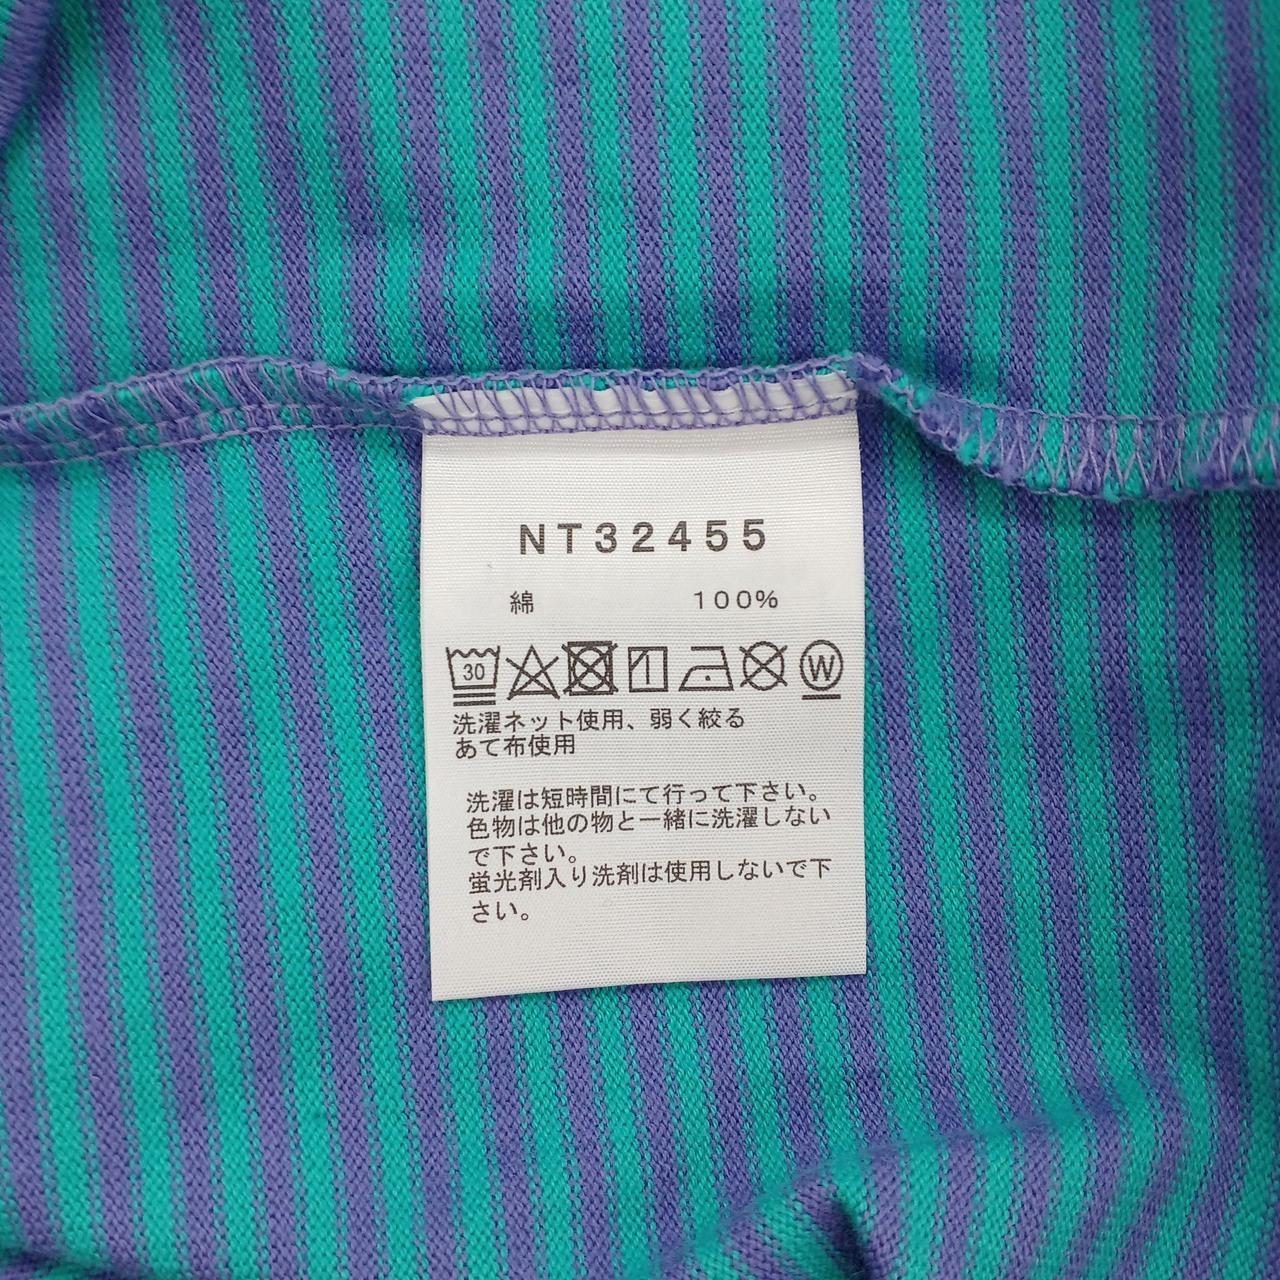 NT32455
綿 100%
30 W
洗濯ネット使用、弱く絞る
あて布使用
洗濯は短時間にて行って下さい。
色物は他の物と一緒に洗濯しない
で下さい。
蛍光剤入り洗剤は使用しないで下
さい。